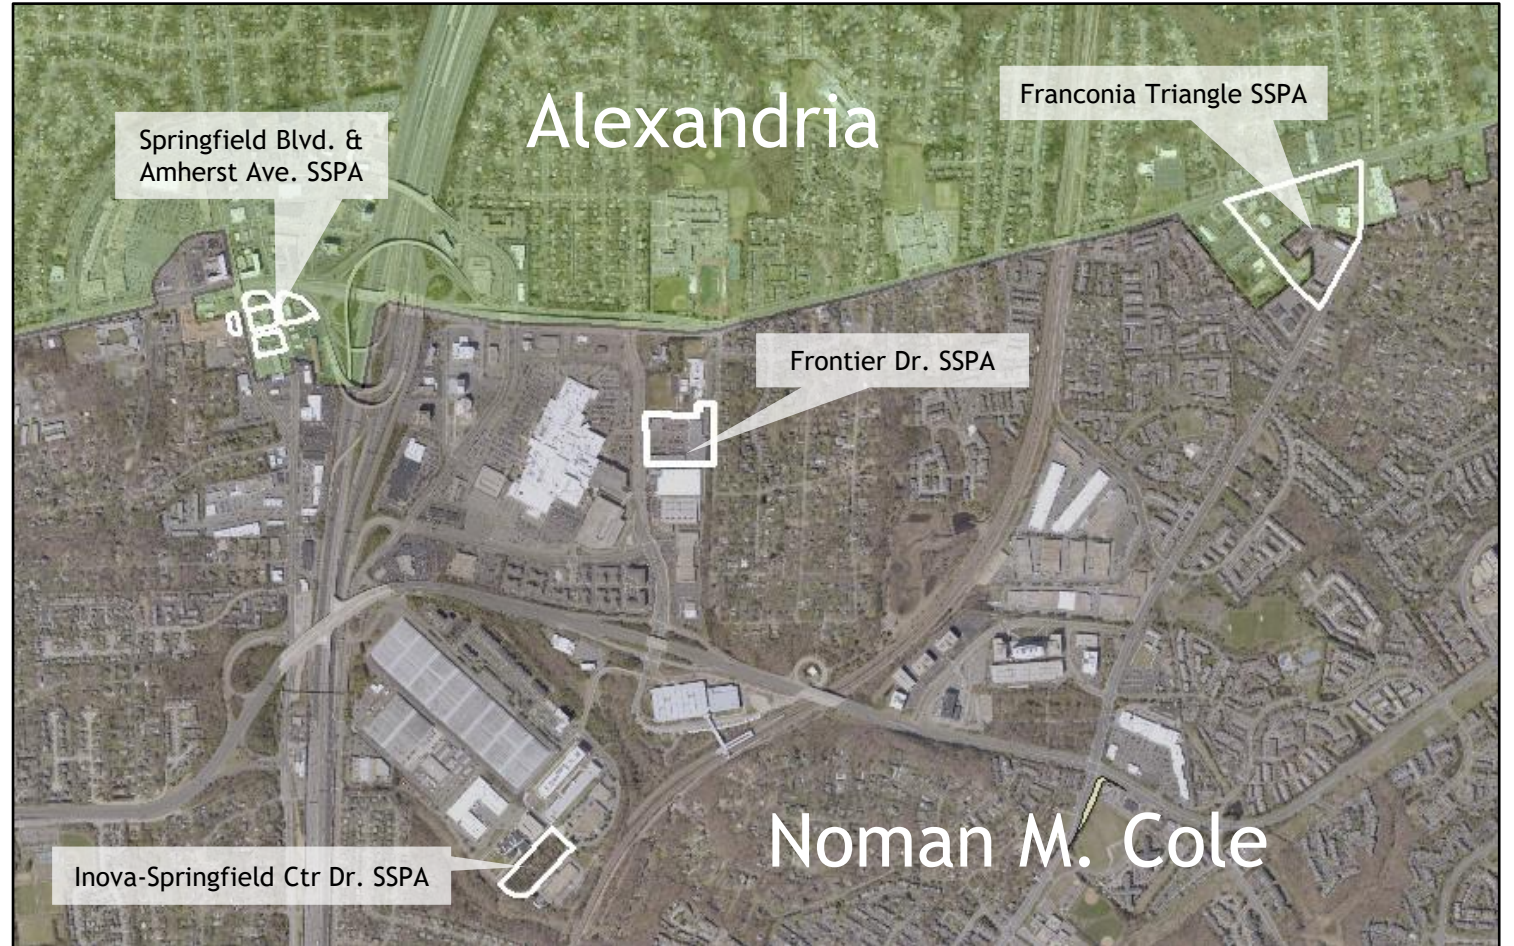 Alexandria
Franconia Triangle SSPA
Springfield Blvd. &
Amherst Ave. SSPA
Frontier Dr. SSPA
Noman M. Cole
Inova-Springfield Ctr Dr. SSPA